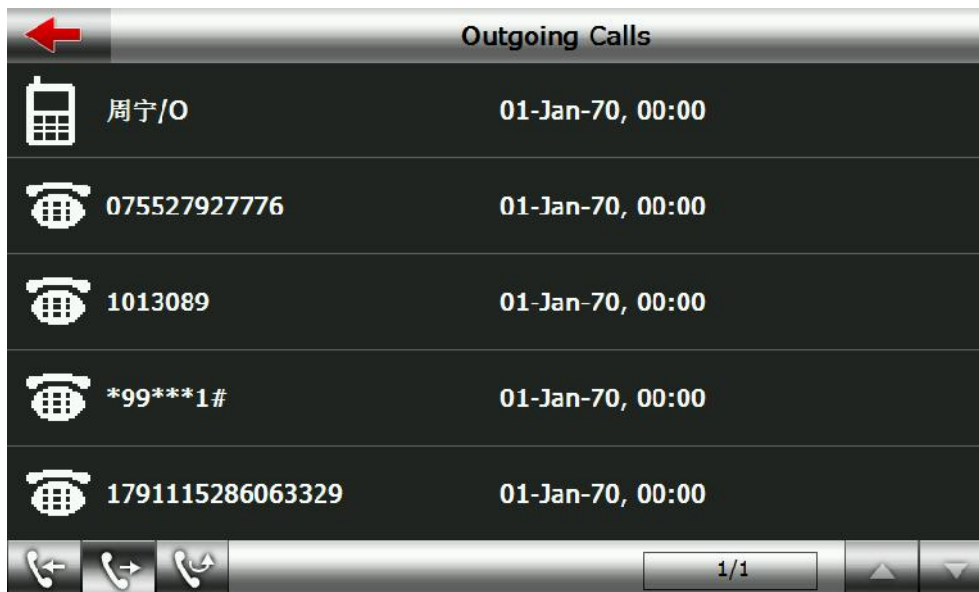 Outgoing Calls
周宁/O 01-Jan-70, 00:00
075527927776 01-Jan-70, 00:00
1013089 01-Jan-70, 00:00
*99***1# 01-Jan-70, 00:00
1791115286063329 01-Jan-70, 00:00
1/1